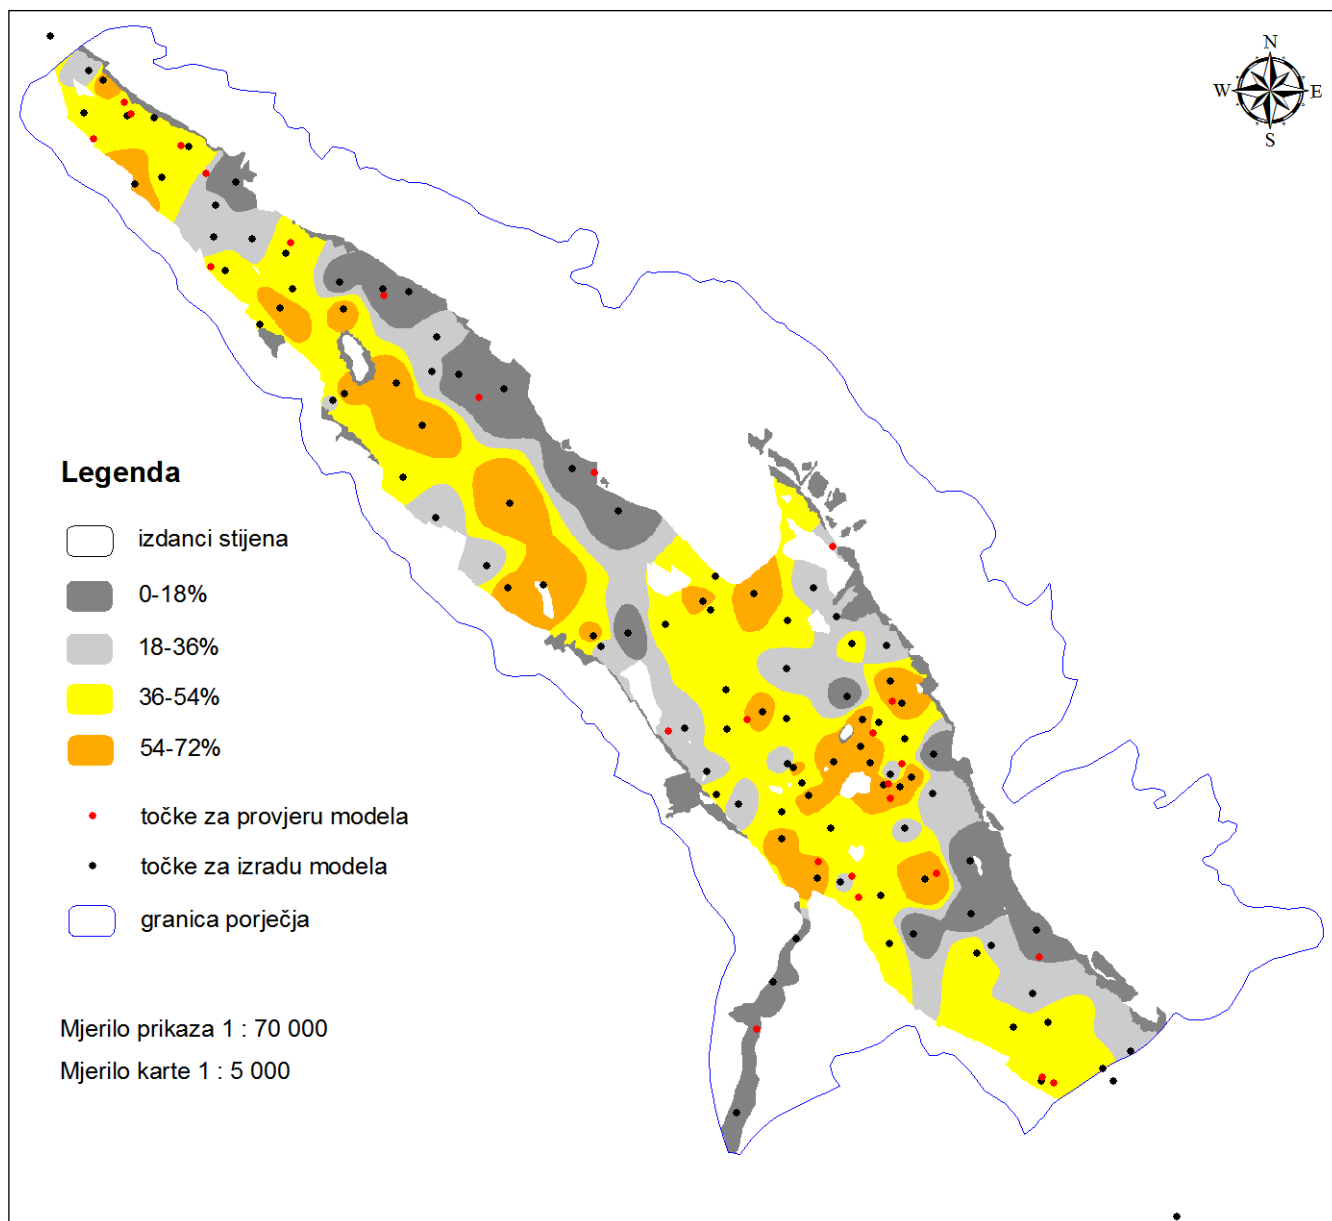 N
W E
S
Legenda
izdanci stijena
0-18%
18-36%
36-54%
54-72%
točke za provjeru modela
točke za izradu modela
granica porječja
Mjerilo prikaza 1 : 70 000
Mjerilo karte 1 : 5 000